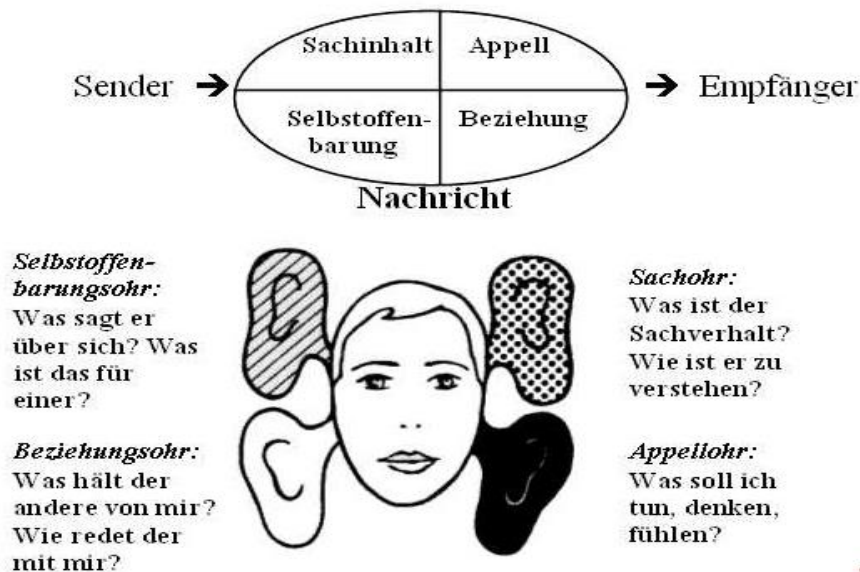 Sachinhalt Appell
Sender → → Empfänger
Selbstoffen- Beziehung
barung
Nachricht
Selbstoffen-
barungsohr:
Was sagt er
über sich? Was
ist das für
einer?
Sachohr:
Was ist der
Sachverhalt?
Wie ist er zu
verstehen?
Beziehungsohr:
Was hält der
andere von mir?
Wie redet der
mit mir?
Appellohr:
Was soll ich
tun, denken,
fühlen?